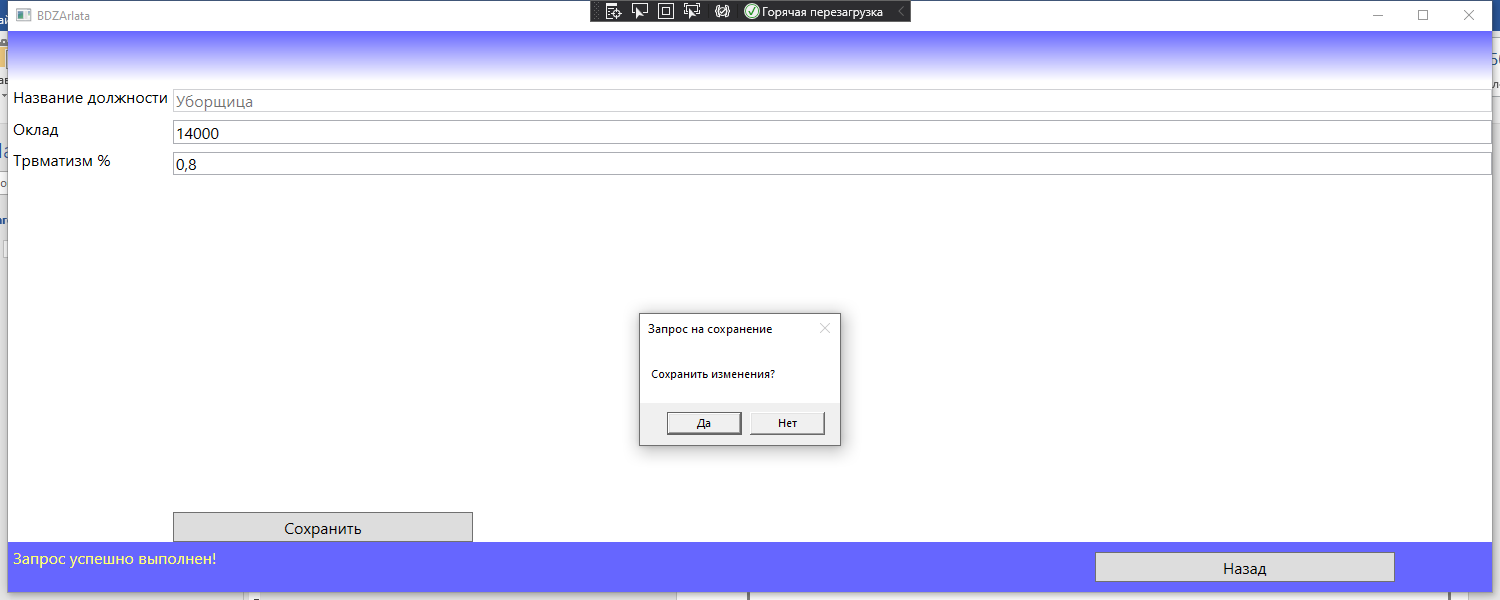 BDZArlata
Горячая перезагрузка
Название должности
Уборщица
Оклад
14000
Трвматизм %
0,8
Запрос на сохранение
Сохранить изменения?
Да
Нет
Сохранить
Запрос успешно выполнен!
Назад